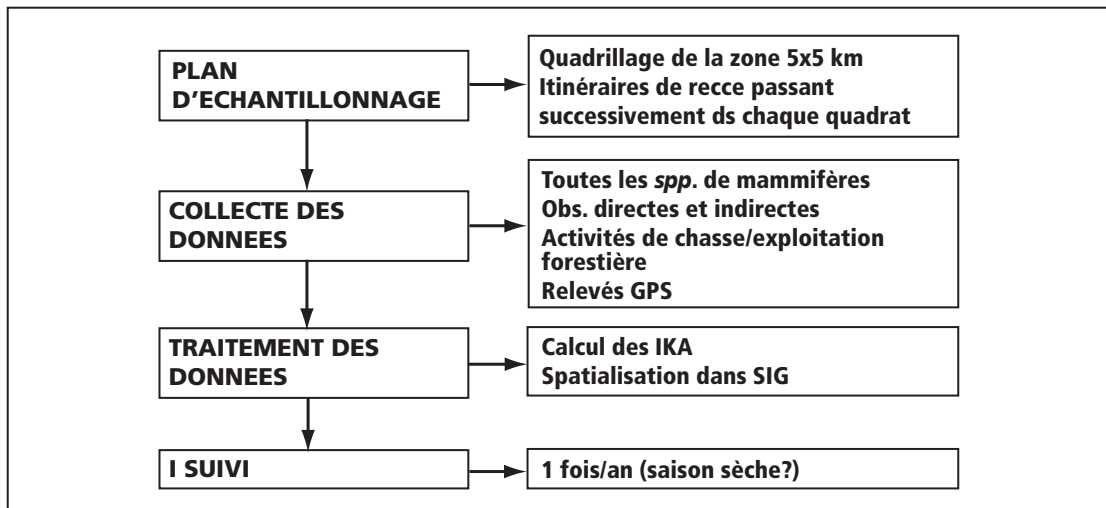 PLAN
D'ECHANTILLONNAGE
Quadrillage de la zone 5x5 km
Itinéraires de recce passant
successivement ds chaque quadrat
COLLECTE DES
DONNEES
Toutes les spp. de mammifères
Obs. directes et indirectes
Activités de chasse/exploitation
forestière
Relevés GPS
TRAITEMENT DES
DONNEES
Calcul des IKA
Spatialisation dans SIG
I SUIVI
1 fois/an (saison sèche?)